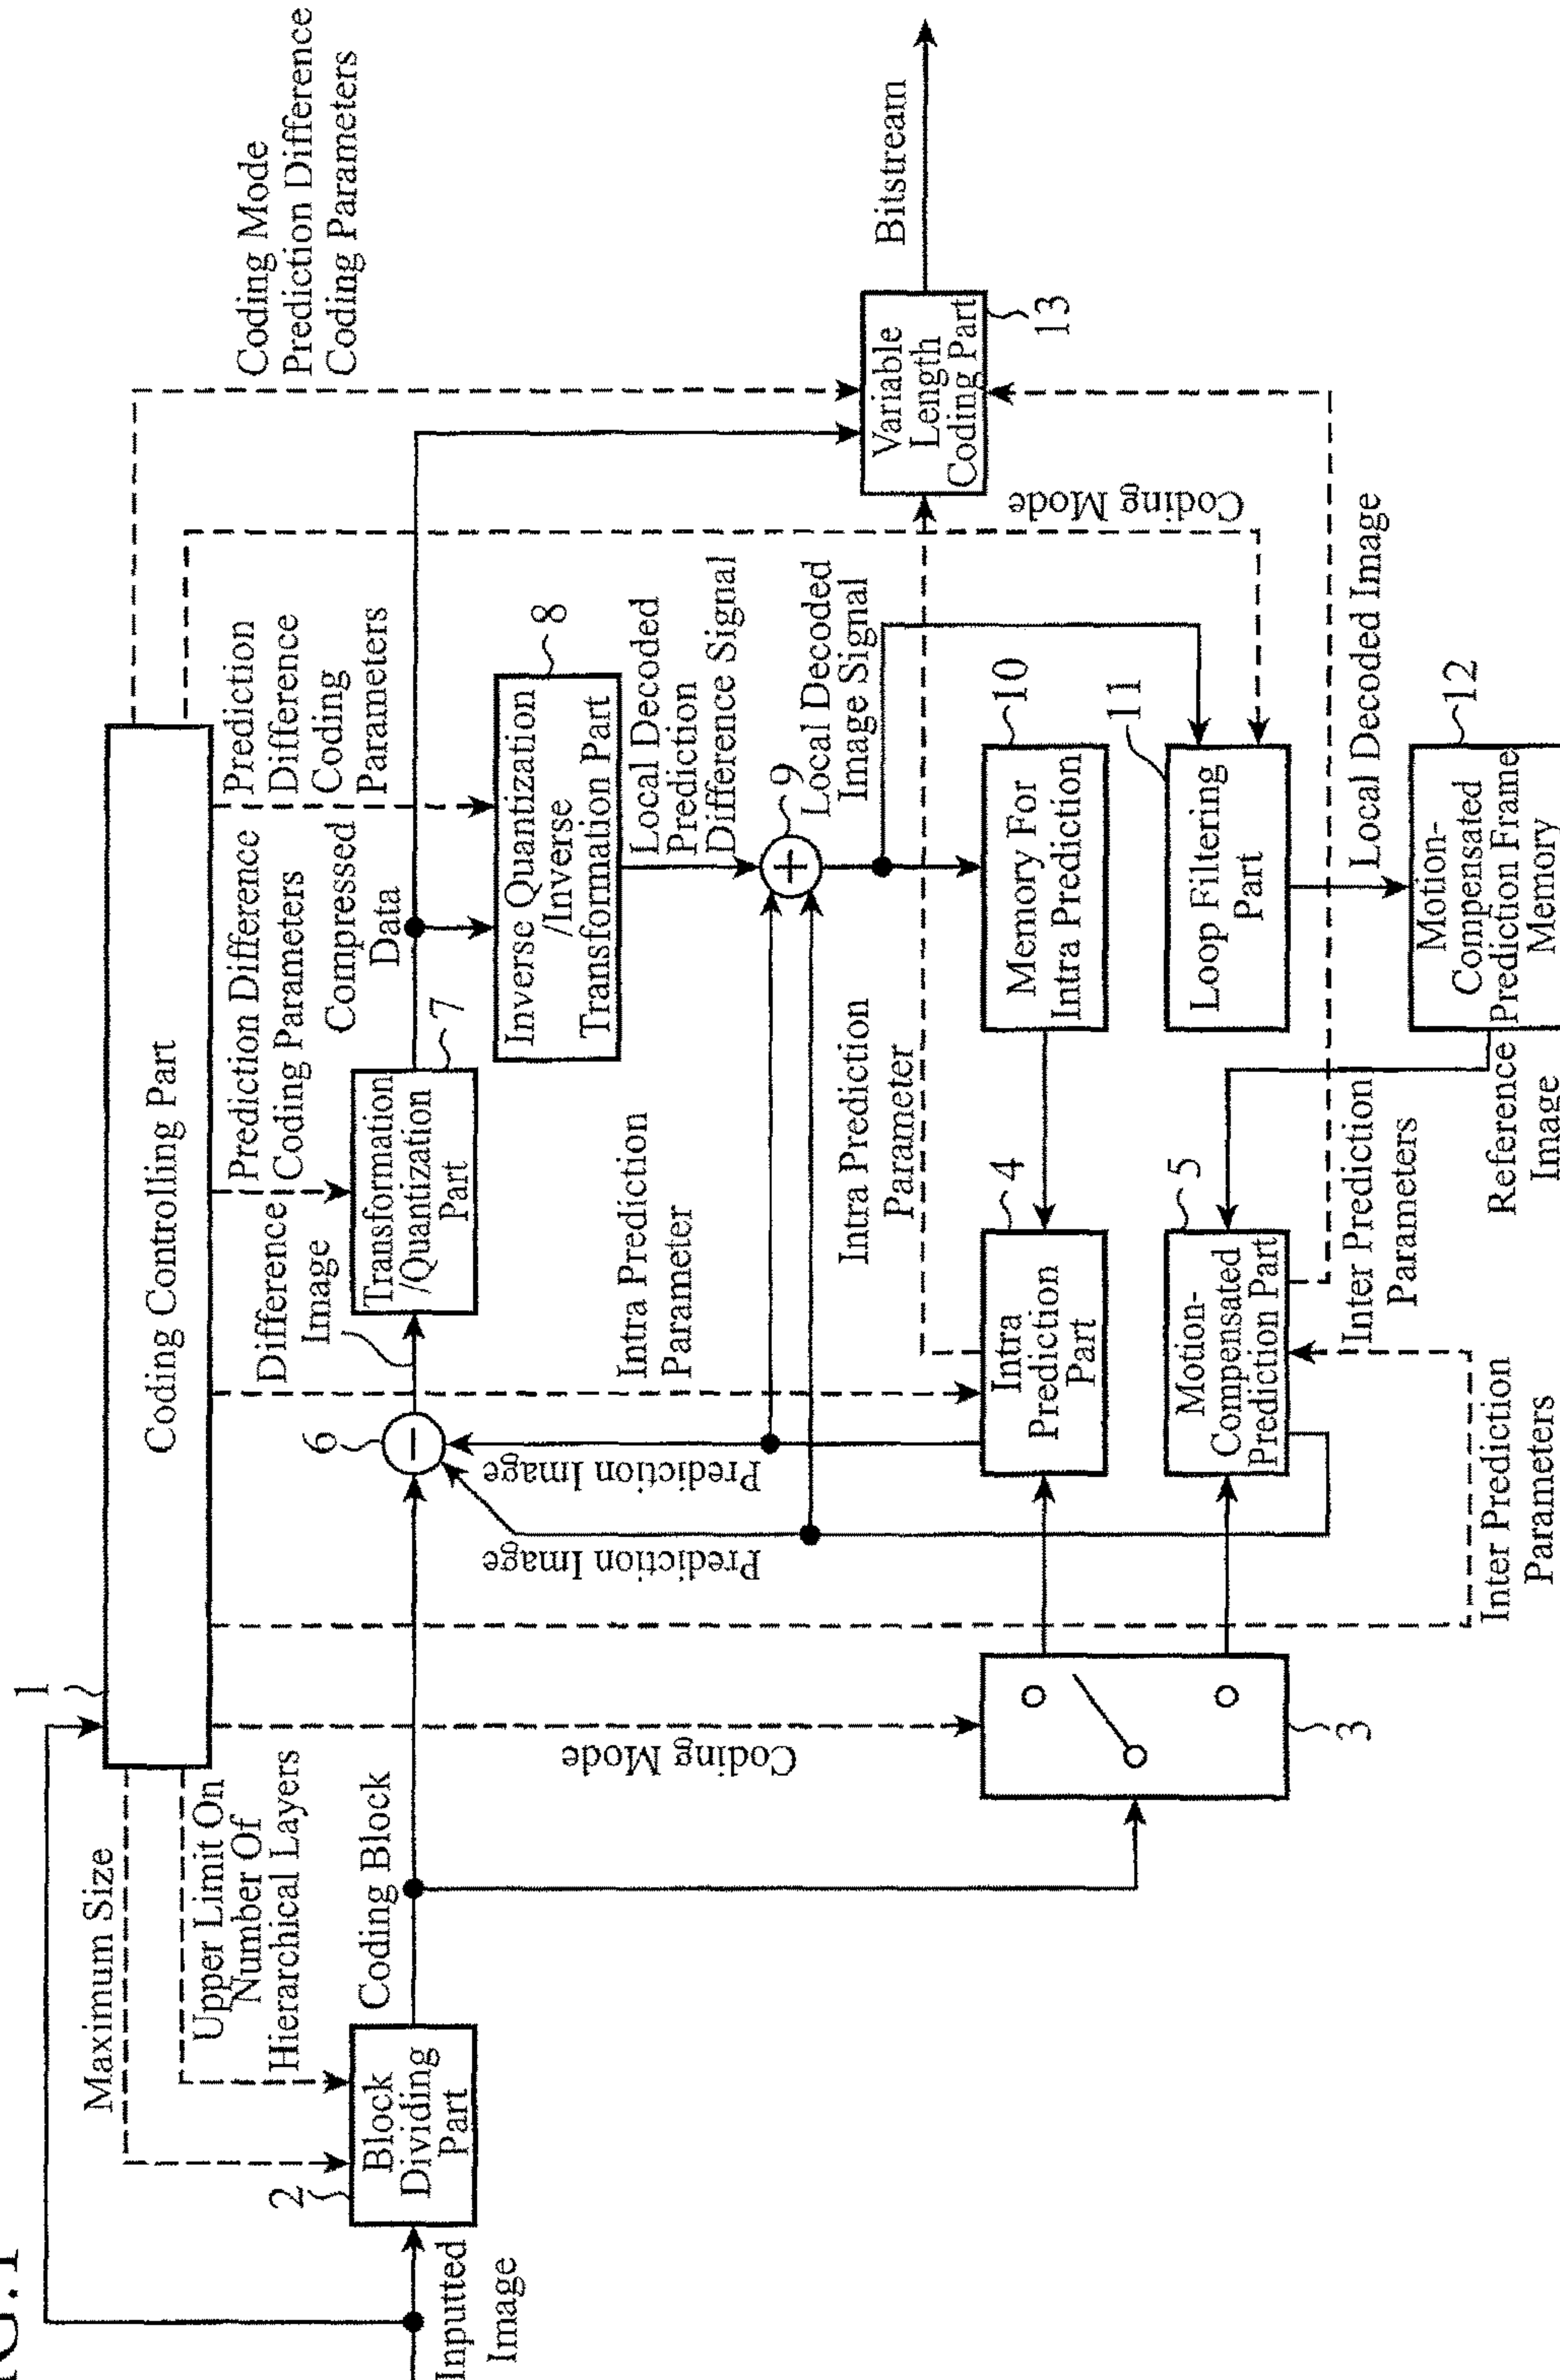 FIG.1
Inputted
Image
2
Block
Dividing
Part
Maximum Size
Upper Limit On
Number Of
Hierarchical Layers
Coding Block
1
Coding Controlling Part
Coding Mode
3
6
Prediction Image
Prediction Image
Difference
Image
Prediction Difference
Coding Parameters
Transformation
/Quantization
Part
7
Compressed
Data
Prediction
Difference
Coding
Parameters
Inverse Quantization
/Inverse
Transformation Part
8
Local Decoded
Prediction
Difference Signal
9
Local Decoded
Image Signal
Intra Prediction
Parameter
Intra Prediction
Parameter
Intra
Prediction
Part
4
Memory For
Intra Prediction
10
Motion-
Compensated
Prediction Part
5
Loop Filtering
Part
11
Inter Prediction
Parameters
Inter Prediction
Parameters
Reference
Image
Local Decoded Image
Motion-
Compensated
Prediction Frame
Memory
12
Coding Mode
Coding Mode
Prediction Difference
Coding Parameters
Variable
Length
Coding Part
13
Bitstream